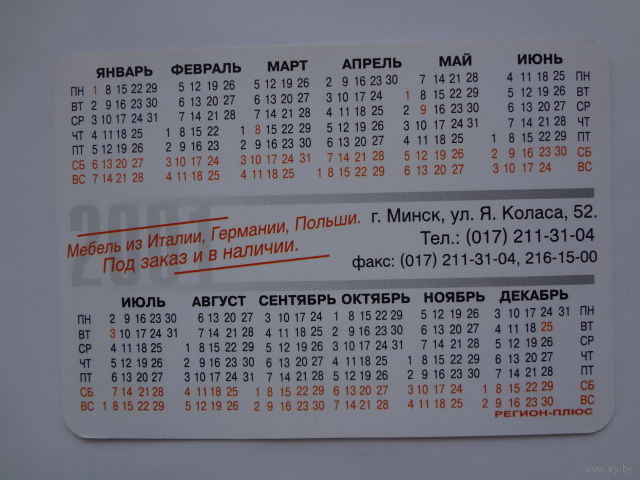 ЯНВАРЬ ФЕВРАЛЬ МАРТ АПРЕЛЬ МАЙ ИЮНЬ
ПН 1 8 15 22 29 5 12 19 26 5 12 19 26 2 9 16 23 30 7 14 21 28 4 11 18 25 ПН
ВТ 2 9 16 23 30 6 13 20 27 6 13 20 27 3 10 17 24 1 8 15 22 29 5 12 19 26 ВТ
СР 3 10 17 24 31 7 14 21 28 7 14 21 28 4 11 18 25 2 9 16 23 30 6 13 20 27 СР
ЧТ 4 11 18 25 1 8 15 22 1 8 15 22 29 5 12 19 26 3 10 17 24 31 7 14 21 28 ЧТ
ПТ 5 12 19 26 2 9 16 23 2 9 16 23 30 6 13 20 27 4 11 18 25 1 8 15 22 29 ПТ
СБ 6 13 20 27 3 10 17 24 3 10 17 24 31 7 14 21 28 5 12 19 26 2 9 16 23 30 СБ
ВС 7 14 21 28 4 11 18 25 4 11 18 25 1 8 15 22 29 6 13 20 27 3 10 17 24 ВС
2001
Мебель из Италии, Германии, Польши.
Под заказ и в наличии.
г. Минск, ул. Я. Коласа, 52.
Тел.: (017) 211-31-04
факс: (017) 211-31-04, 216-15-00
ИЮЛЬ АВГУСТ СЕНТЯБРЬ ОКТЯБРЬ НОЯБРЬ ДЕКАБРЬ
ПН 2 9 16 23 30 6 13 20 27 3 10 17 24 1 8 15 22 29 5 12 19 26 3 10 17 24 31 ПН
ВТ 3 10 17 24 31 7 14 21 28 4 11 18 25 2 9 16 23 30 6 13 20 27 4 11 18 25 ВТ
СР 4 11 18 25 1 8 15 22 29 5 12 19 26 3 10 17 24 31 7 14 21 28 5 12 19 26 СР
ЧТ 5 12 19 26 2 9 16 23 30 6 13 20 27 4 11 18 25 1 8 15 22 29 6 13 20 27 ЧТ
ПТ 6 13 20 27 3 10 17 24 31 7 14 21 28 5 12 19 26 2 9 16 23 30 7 14 21 28 ПТ
СБ 7 14 21 28 4 11 18 25 1 8 15 22 29 6 13 20 27 3 10 17 24 1 8 15 22 29 СБ
ВС 1 8 15 22 29 5 12 19 26 2 9 16 23 30 7 14 21 28 4 11 18 25 2 9 16 23 30 ВС
РЕГИОН-ПЛЮС
www.ay.by